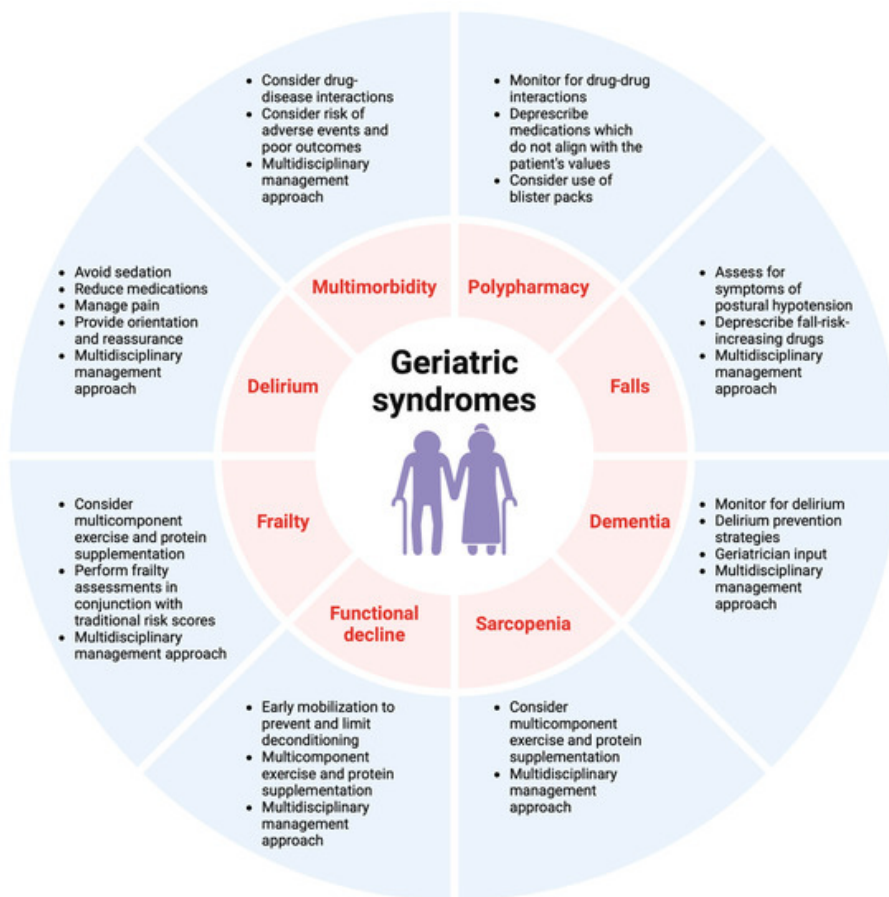 Geriatric
syndromes
Multimorbidity
• Consider drug-
disease interactions
• Consider risk of
adverse events and
poor outcomes
• Multidisciplinary
management
approach
Polypharmacy
• Monitor for drug-drug
interactions
• Deprescribe
medications which
do not align with the
patient's values
• Consider use of
blister packs
Falls
• Assess for
symptoms of
postural hypotension
• Deprescribe fall-risk-
increasing drugs
• Multidisciplinary
management
approach
Dementia
• Monitor for delirium
• Delirium prevention
strategies
• Geriatrician input
• Multidisciplinary
management
approach
Sarcopenia
• Consider
multicomponent
exercise and protein
supplementation
• Multidisciplinary
management
approach
Functional
decline
• Early mobilization to
prevent and limit
deconditioning
• Multicomponent
exercise and protein
supplementation
• Multidisciplinary
management
approach
Frailty
• Consider
multicomponent
exercise and protein
supplementation
• Perform frailty
assessments in
conjunction with
traditional risk scores
• Multidisciplinary
management approach
Delirium
• Avoid sedation
• Reduce medications
• Manage pain
• Provide orientation
and reassurance
• Multidisciplinary
management
approach